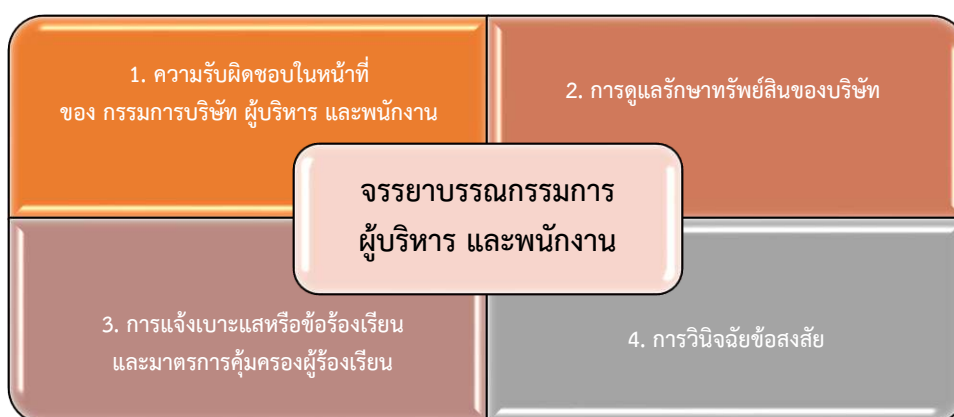 1. ความรับผิดชอบในหน้าที่
ของ กรรมการบริษัท ผู้บริหาร และพนักงาน
2. การดูแลรักษาทรัพย์สินของบริษัท
จรรยาบรรณกรรมการ
ผู้บริหาร และพนักงาน
3. การแจ้งเบาะแสหรือข้อร้องเรียน
และมาตรการคุ้มครองผู้ร้องเรียน
4. การวินิจฉัยข้อสงสัย